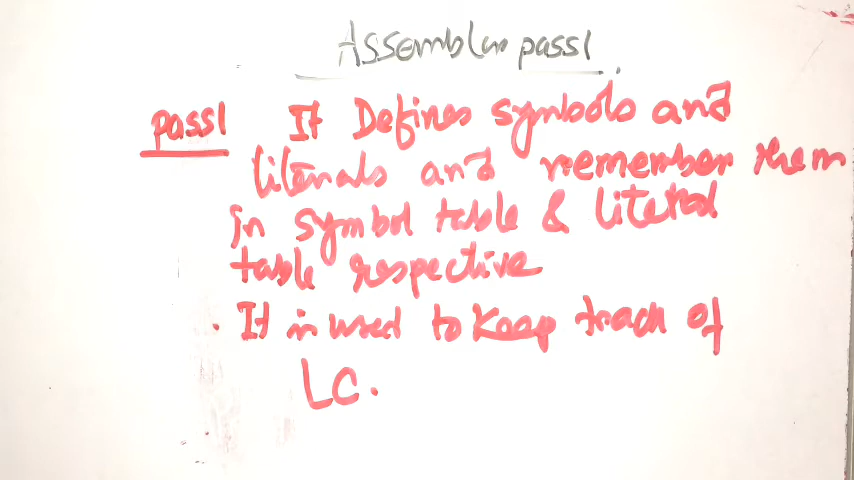 Assembler pass1
pass1 It Defines symbols and
literals and remember them
in symbol table & literal
table respective
. It is used to keep track of
LC.